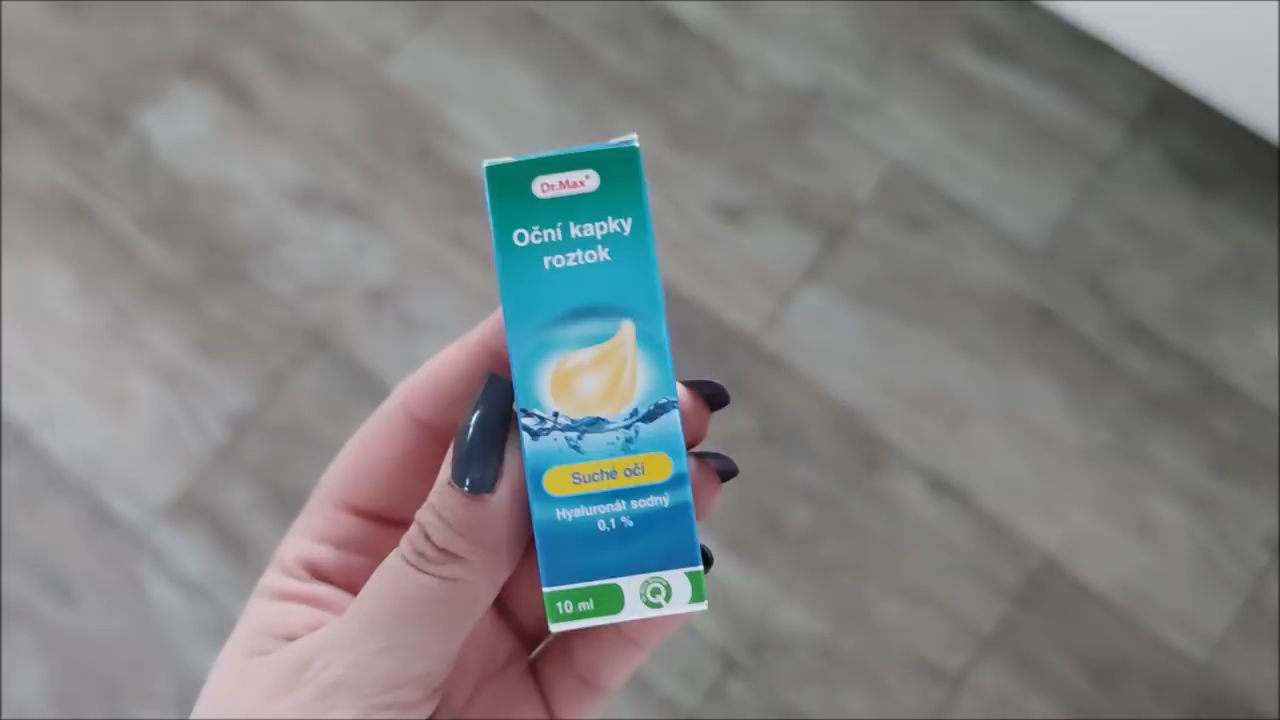 Dr.Max®
Oční kapky
roztok
Suché oči
Hyaluronát sodný
0,1 %
10 ml
Q